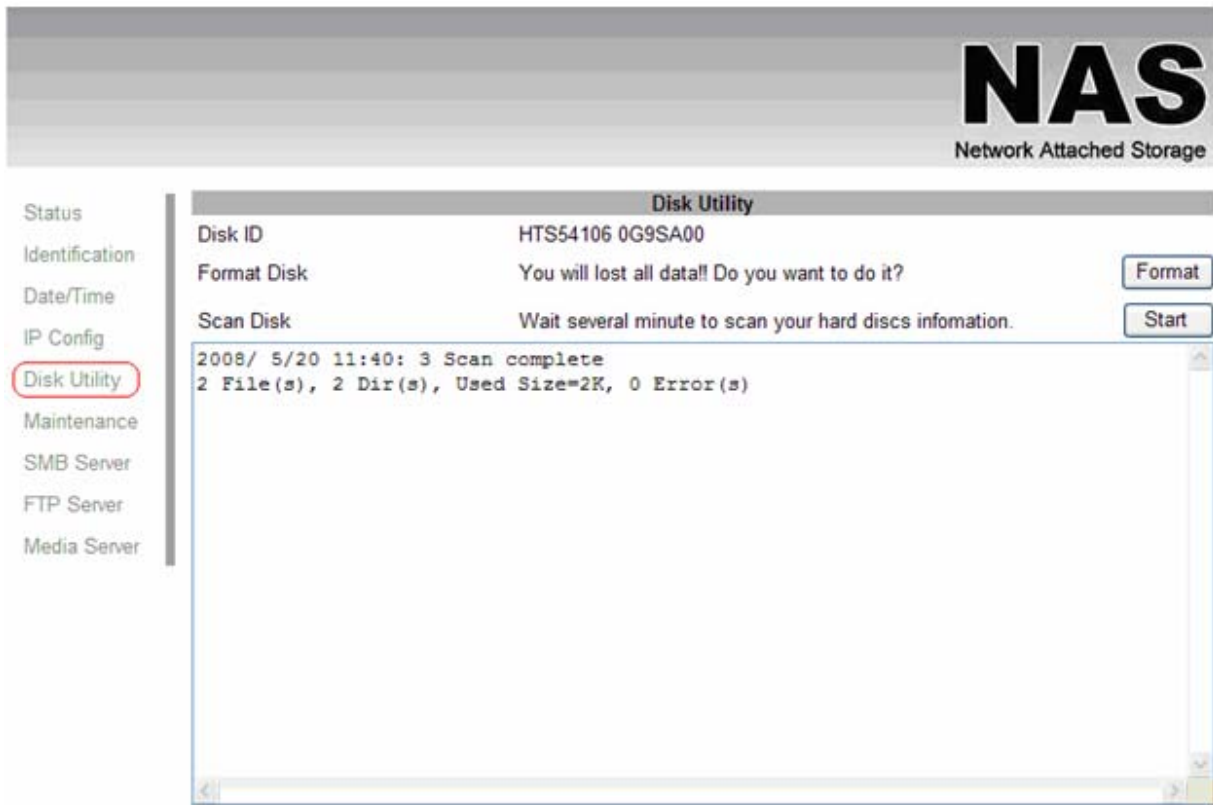 NAS
Network Attached Storage
Status
Identification
Date/Time
IP Config
Disk Utility
Maintenance
SMB Server
FTP Server
Media Server
Disk Utility
Disk ID HTS54106 0G9SA00
Format Disk You will lost all data!! Do you want to do it? Format
Scan Disk Wait several minute to scan your hard discs infomation. Start
2008/ 5/20 11:40: 3 Scan complete
2 File(s), 2 Dir(s), Used Size=2K, 0 Error(s)